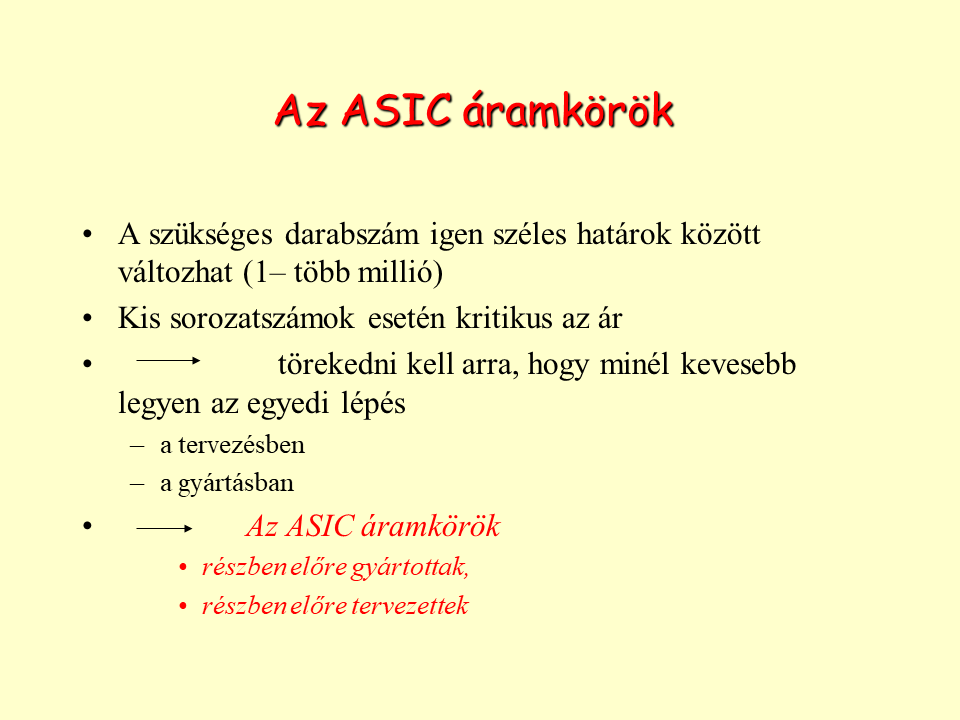 Az ASIC áramkörök
• A szükséges darabszám igen széles határok között
változhat (1– több millió)
• Kis sorozatszámok esetén kritikus az ár
• törekedni kell arra, hogy minél kevesebb
legyen az egyedi lépés
– a tervezésben
– a gyártásban
• Az ASIC áramkörök
• részben előre gyártottak,
• részben előre tervezettek